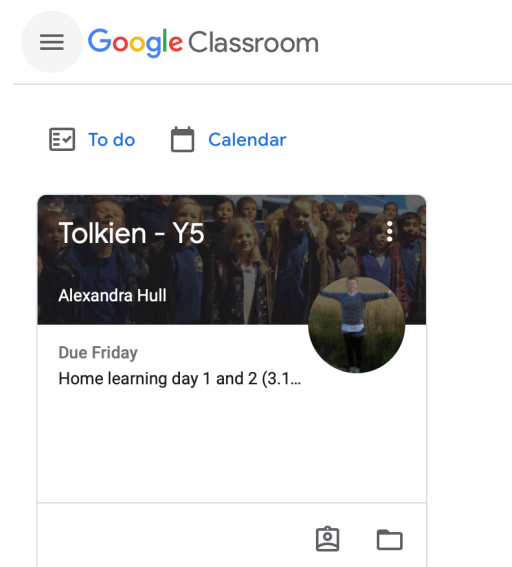 Google Classroom
To do
Calendar
Tolkien - Y5
Alexandra Hull
Due Friday
Home learning day 1 and 2 (3.1...